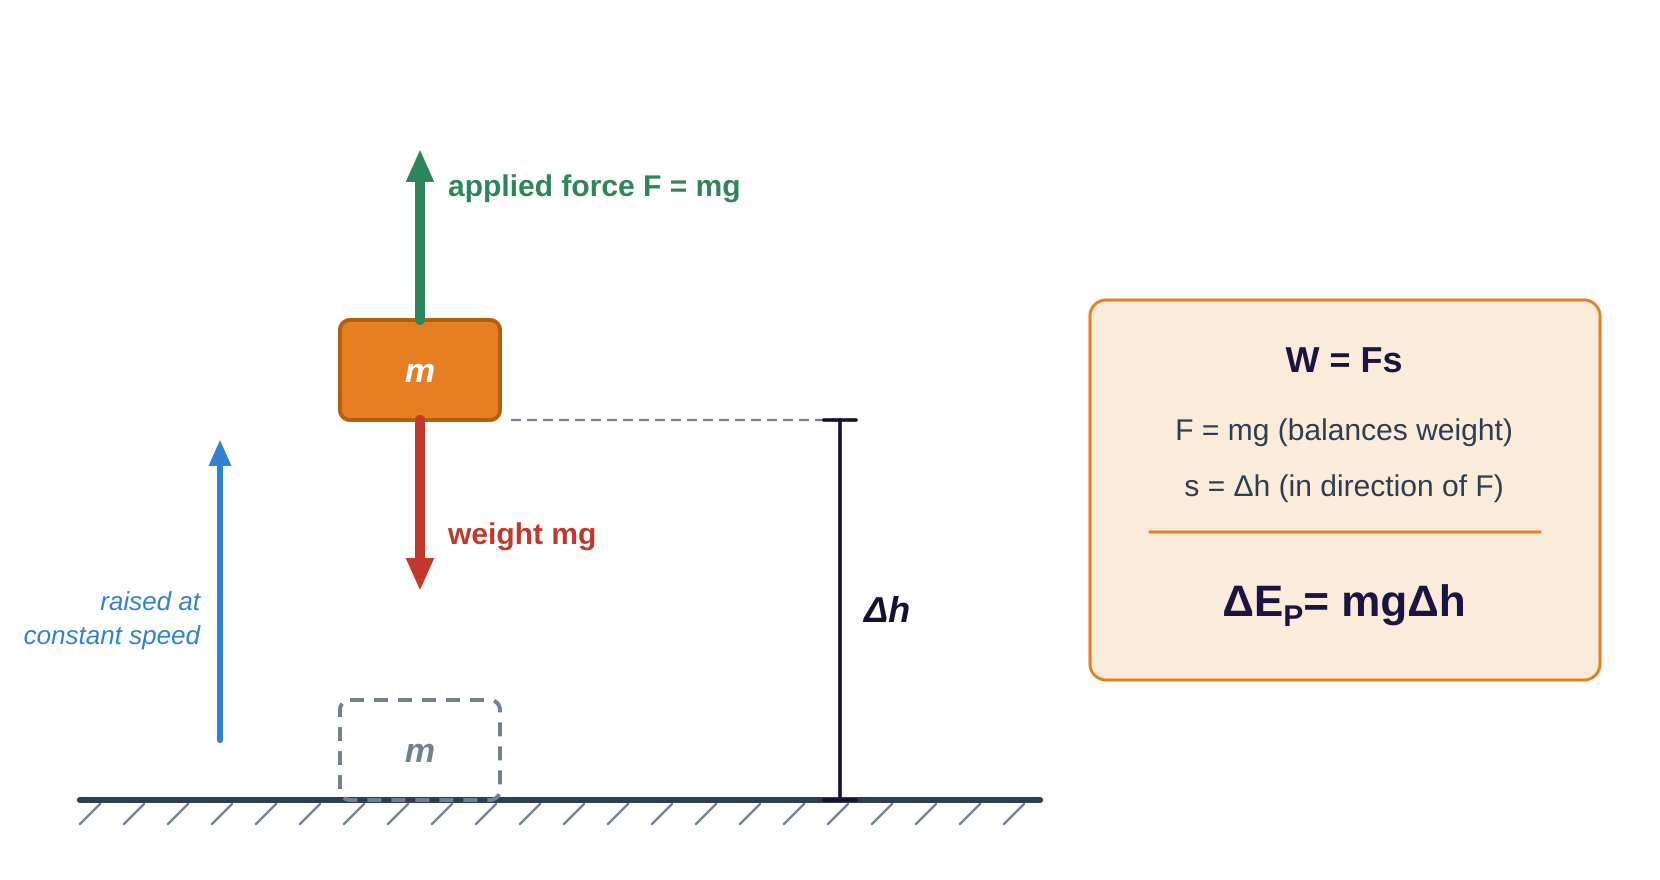 applied force F = mg
m
weight mg
raised at
constant speed
Δh
m
W = Fs
F = mg (balances weight)
s = Δh (in direction of F)
ΔEP= mgΔh